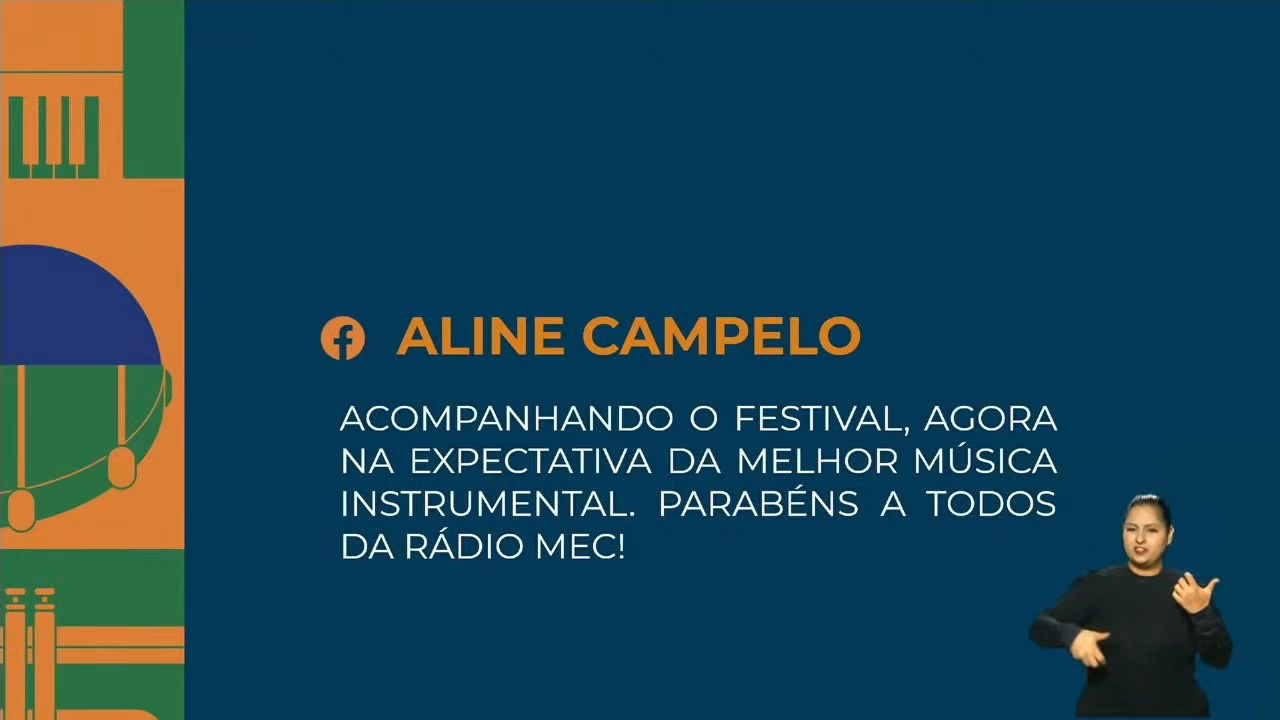 ALINE CAMPELO
ACOMPANHANDO O FESTIVAL, AGORA
NA EXPECTATIVA DA MELHOR MÚSICA
INSTRUMENTAL. PARABÉNS A TODOS
DA RÁDIO MEC!